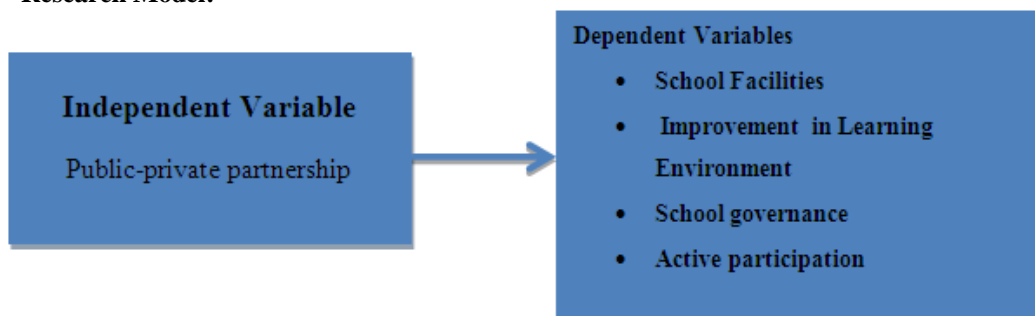 Research Model:
Independent Variable
Public-private partnership
Dependent Variables
• School Facilities
• Improvement in Learning
Environment
• School governance
• Active participation